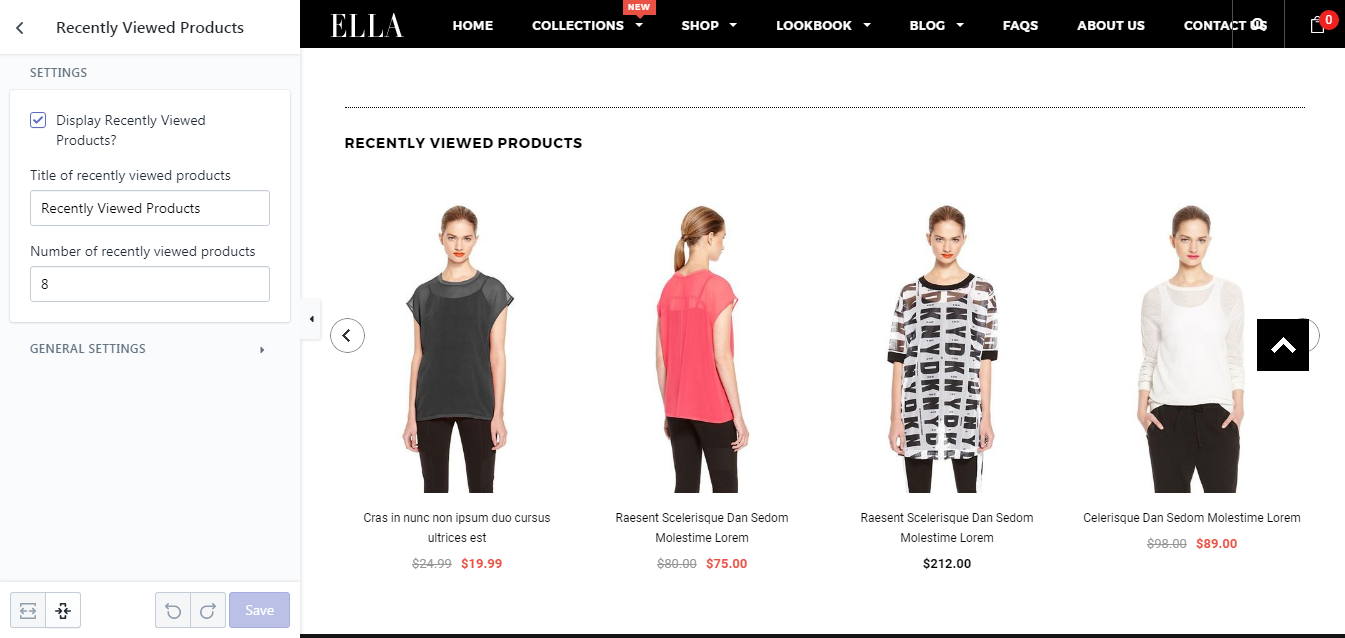 Recently Viewed Products
SETTINGS
Display Recently Viewed
Products?
Title of recently viewed products
Recently Viewed Products
Number of recently viewed products
8
GENERAL SETTINGS
Save
ELLA
HOME
COLLECTIONS
NEW
SHOP
LOOKBOOK
BLOG
FAQS
ABOUT US
CONTACT US
0
RECENTLY VIEWED PRODUCTS
DKNY
Cras in nunc non ipsum duo cursus
ultrices est
$24.99 $19.99
Raesent Scelerisque Dan Sedom
Molestime Lorem
$80.00 $75.00
Raesent Scelerisque Dan Sedom
Molestime Lorem
$212.00
Celerisque Dan Sedom Molestime Lorem
$98.00 $89.00